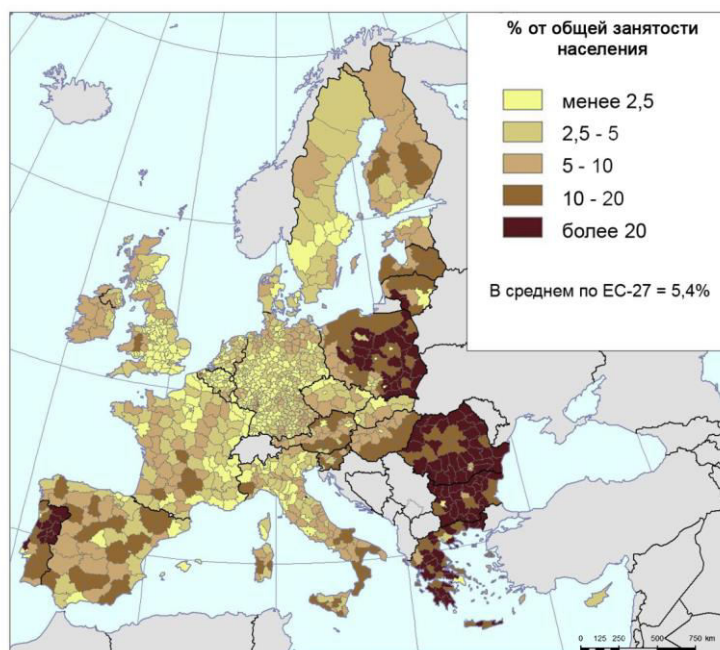 % от общей занятости
населения
менее 2,5
2,5 - 5
5 - 10
10 - 20
более 20
В среднем по ЕС-27 = 5,4%
0 125 250 500 750 km